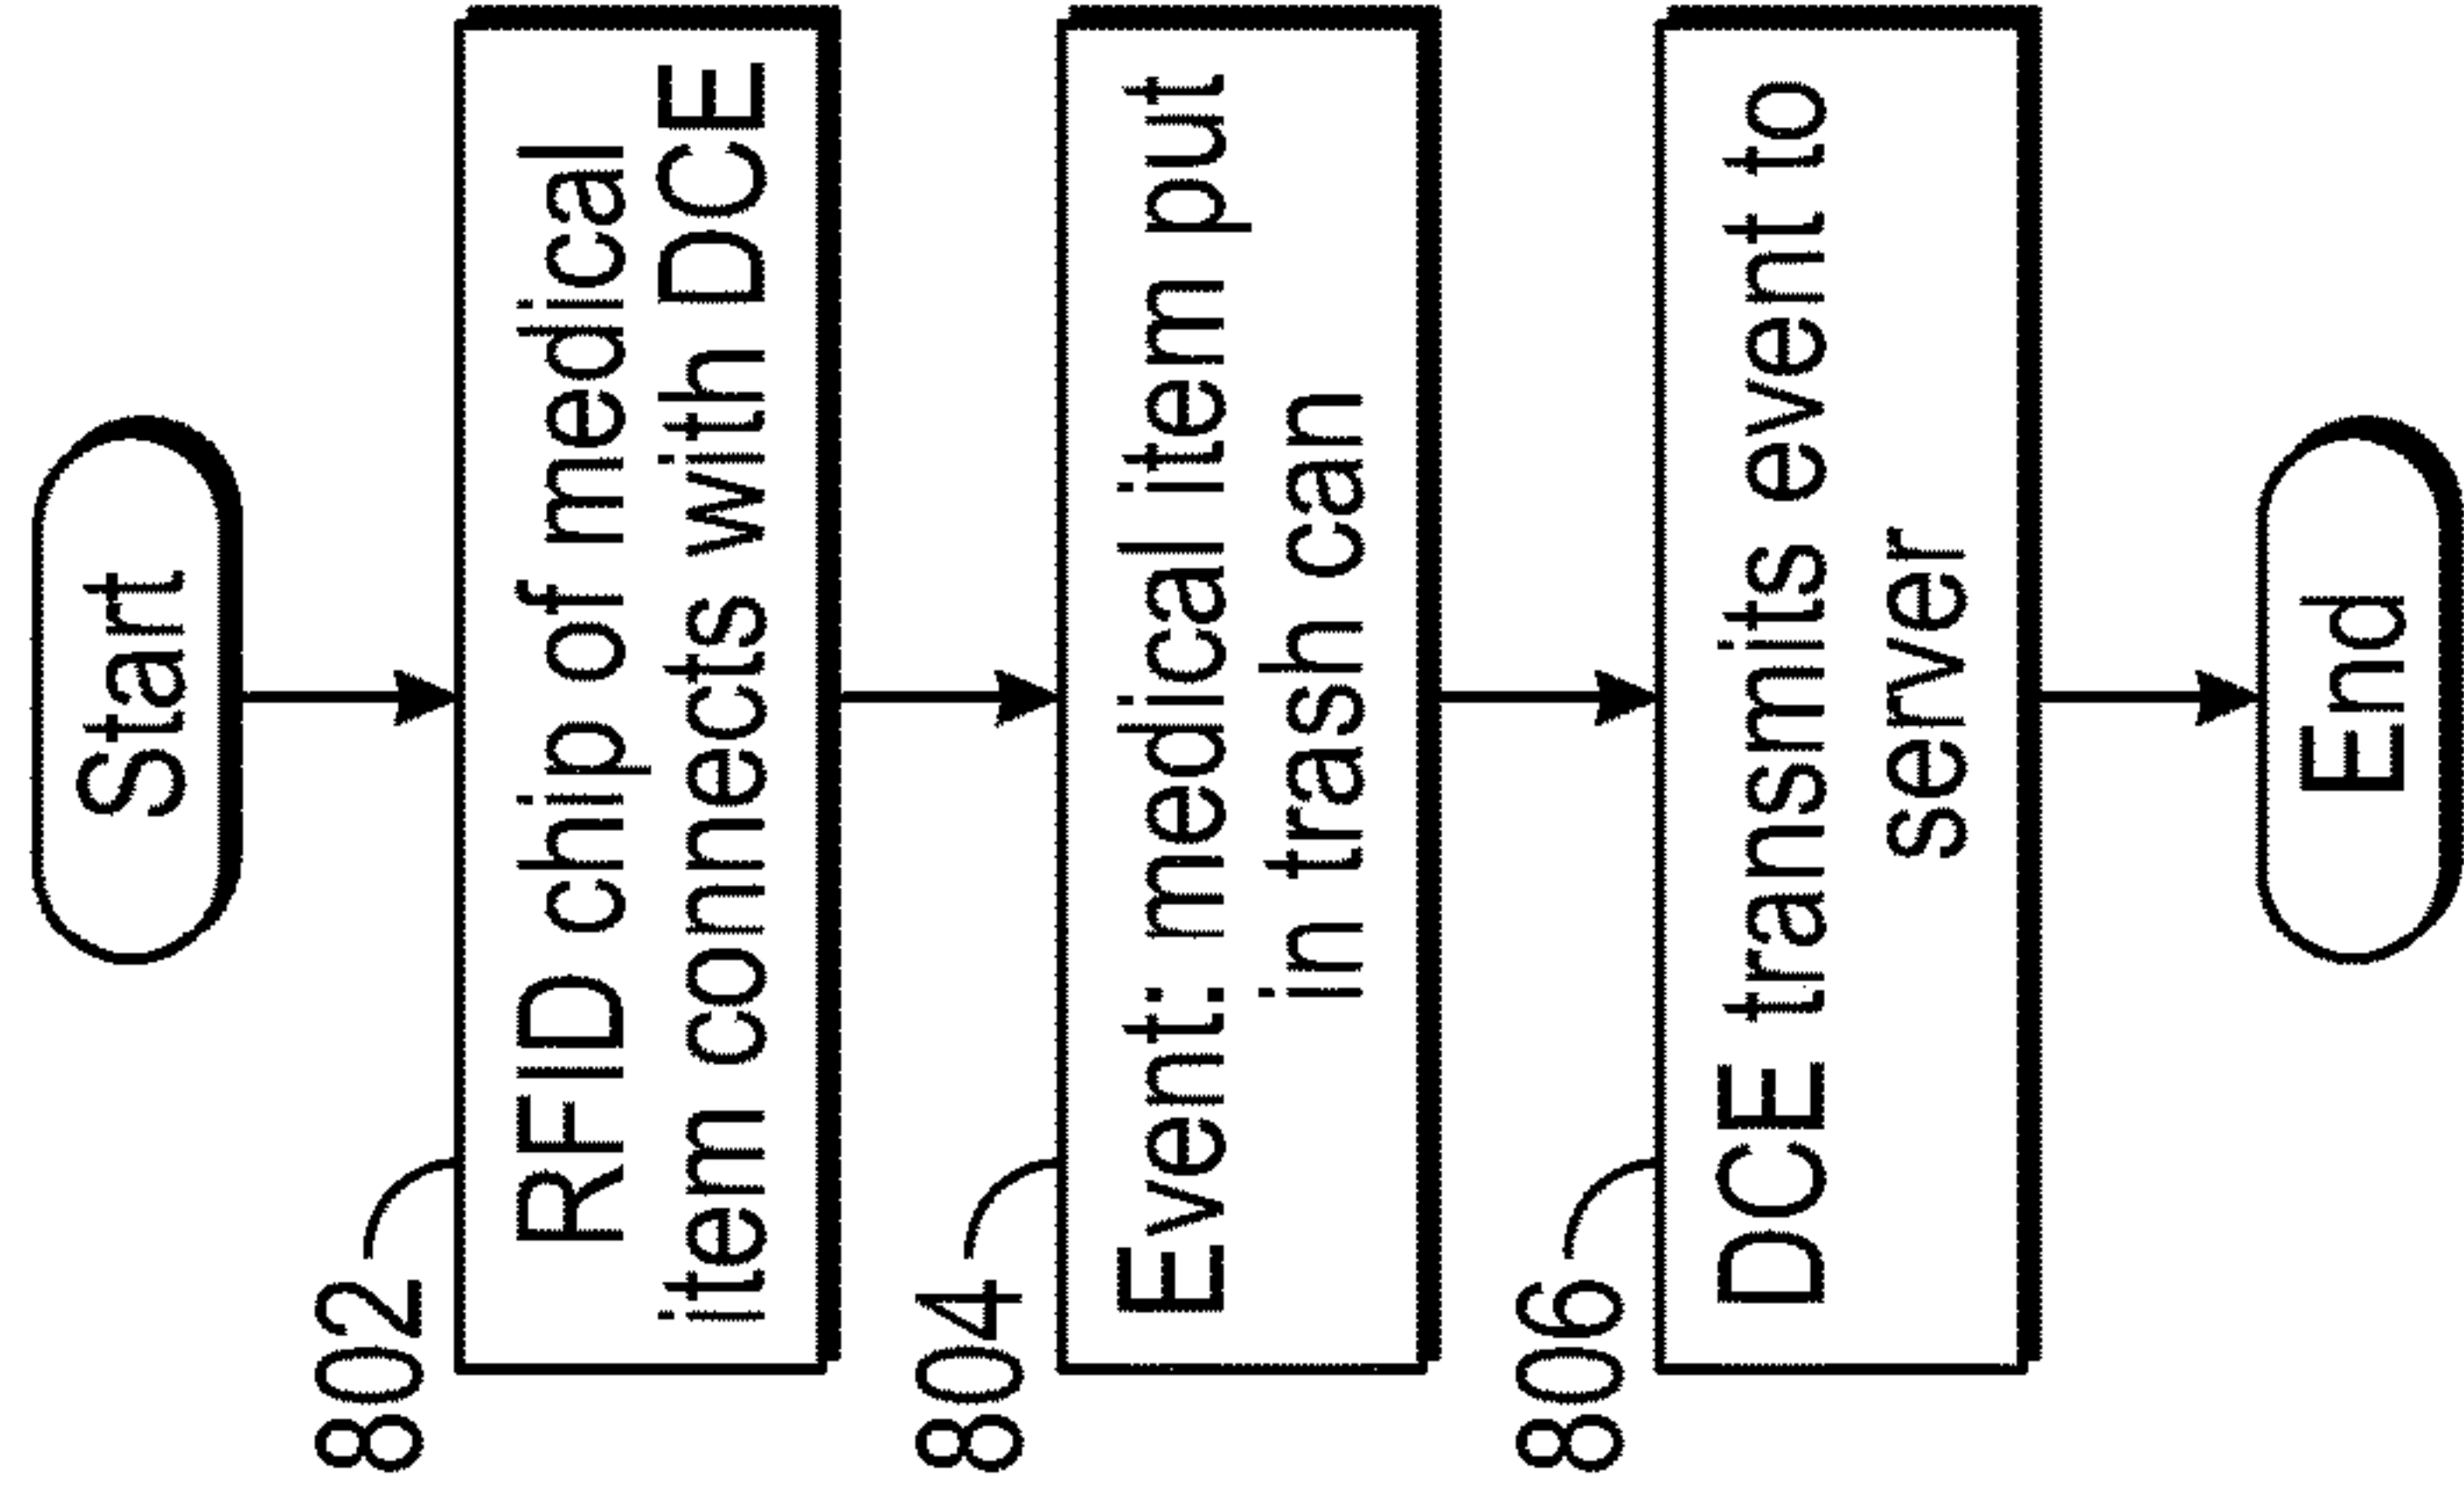 Start
802
RFID chip of medical
item connects with DCE
804
Event: medical item put
in trash can
806
DCE transmits event to
server
End